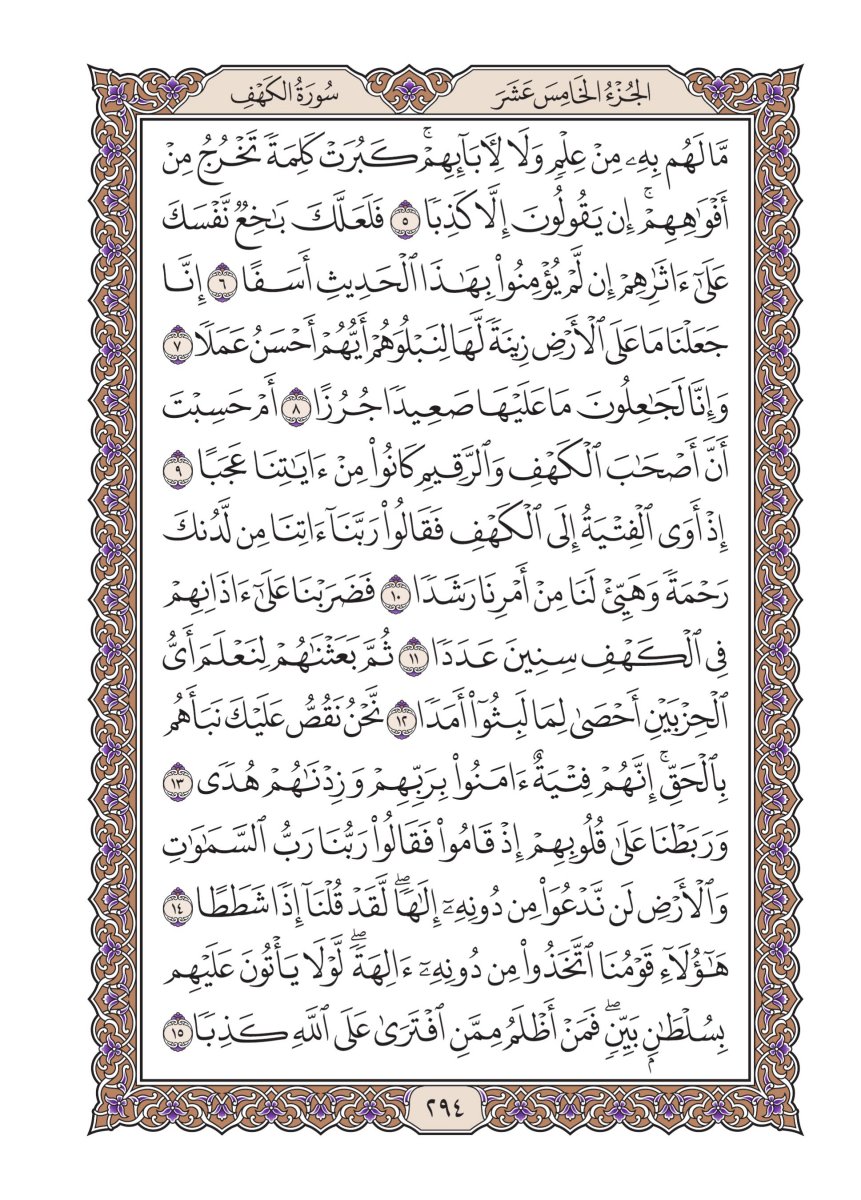 الجُزْءُ الخَامِسَ عَشَرَ
سُورَةُ الكَهْفِ
مَّا لَهُم بِهِۦ مِنْ عِلْمٖ وَلَا لِأٓبَآئِهِمْۚ كَبُرَتْ كَلِمَةٗ تَخْرُجُ مِنْ
أَفْوَٰهِهِمْۚ إِن يَقُولُونَ إِلَّا كَذِبٗا ٥ فَلَعَلَّكَ بَٰخِعٞ نَّفْسَكَ
عَلَىٰٓ ءَاثَٰرِهِمْ إِن لَّمْ يُؤْمِنُوا۟ بِهَٰذَا ٱلْحَدِيثِ أَسَفًا ٦ إِنَّا
جَعَلْنَا مَا عَلَى ٱلْأَرْضِ زِينَةٗ لَّهَا لِنَبْلُوَهُمْ أَيُّهُمْ أَحْسَنُ عَمَلٗا ٧
وَإِنَّا لَجَٰعِلُونَ مَا عَلَيْهَا صَعِيدٗا جُرُزًا ٨ أَمْ حَسِبْتَ
أَنَّ أَصْحَٰبَ ٱلْكَهْفِ وَٱلرَّقِيمِ كَانُوا۟ مِنْ ءَايَٰتِنَا عَجَبًا ٩
إِذْ أَوَى ٱلْفِتْيَةُ إِلَى ٱلْكَهْفِ فَقَالُوا۟ رَبَّنَآ ءَاتِنَا مِن لَّدُنكَ
رَحْمَةٗ وَهَيِّئْ لَنَا مِنْ أَمْرِنَا رَشَدٗا ١٠ فَضَرَبْنَا عَلَىٰٓ ءَاذَانِهِمْ
فِى ٱلْكَهْفِ سِنِينَ عَدَدٗا ١١ ثُمَّ بَعَثْنَٰهُمْ لِنَعْلَمَ أَىُّ
ٱلْحِزْبَيْنِ أَحْصَىٰ لِمَا لَبِثُوٓا۟ أَمَدٗا ١٢ نَّحْنُ نَقُصُّ عَلَيْكَ نَبَأَهُم
بِٱلْحَقِّۚ إِنَّهُمْ فِتْيَةٌ ءَامَنُوا۟ بِرَبِّهِمْ وَزِدْنَٰهُمْ هُدٗى ١٣
وَرَبَطْنَا عَلَىٰ قُلُوبِهِمْ إِذْ قَامُوا۟ فَقَالُوا۟ رَبُّنَا رَبُّ ٱلسَّمَٰوَٰتِ
وَٱلْأَرْضِ لَن نَّدْعُوَا۟ مِن دُونِهِۦٓ إِلَٰهٗاۖ لَّقَدْ قُلْنَآ إِذٗا شَطَطًا ١٤
هَٰٓؤُلَآءِ قَوْمُنَا ٱتَّخَذُوا۟ مِن دُونِهِۦٓ ءَالِهَةٗۖ لَّوْلَا يَأْتُونَ عَلَيْهِم
بِسُلْطَٰنِۭ بَيِّنٖۖ فَمَنْ أَظْلَمُ مِمَّنِ ٱفْتَرَىٰ عَلَى ٱللَّهِ كَذِبٗا ١٥
٢٩٤